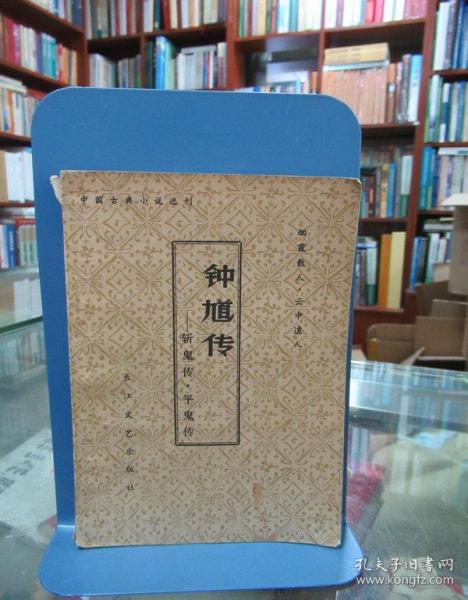 中国古典小说选刊
烟霞散人·云中道人
钟馗传
——斩鬼传·平鬼传
长江文艺出版社
孔夫子旧书网
www.kongfz.com